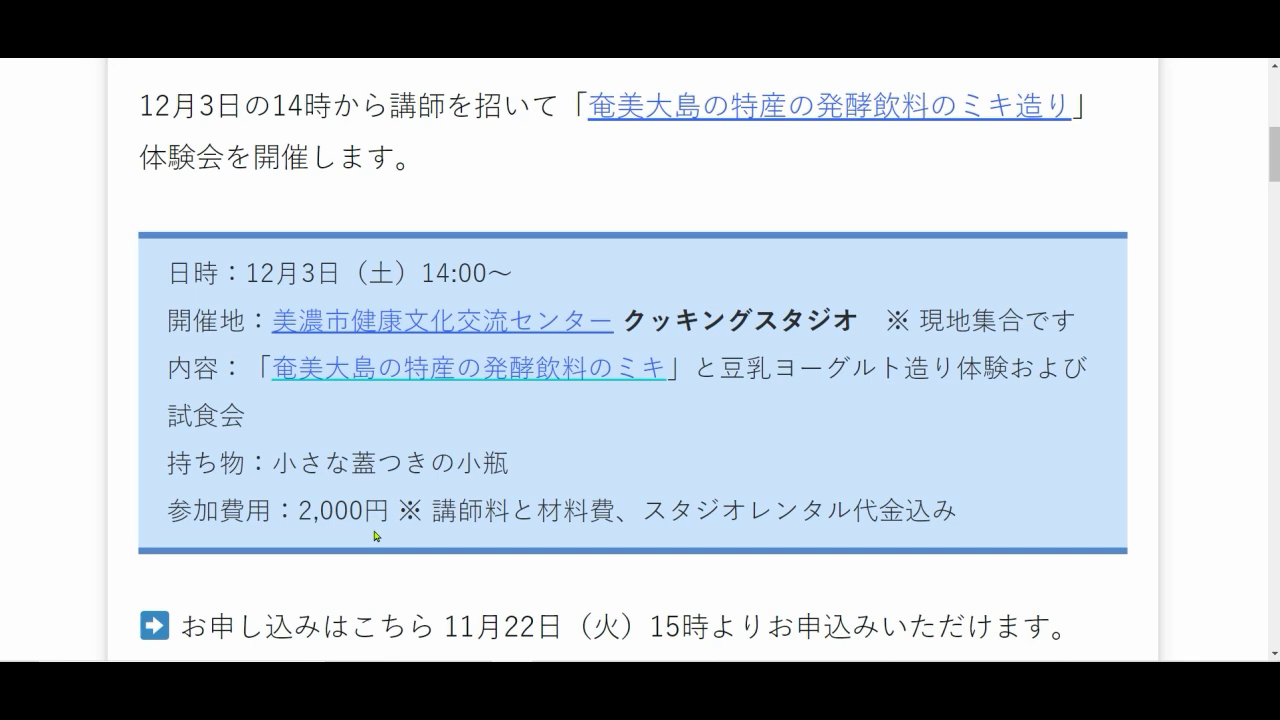 12月3日の14時から講師を招いて「奄美大島の特産の発酵飲料のミキ造り」
体験会を開催します。
日時：12月3日（土）14:00～
開催地：美濃市健康文化交流センター クッキングスタジオ　※ 現地集合です
内容：「奄美大島の特産の発酵飲料のミキ」と豆乳ヨーグルト造り体験および
試食会
持ち物：小さな蓋つきの小瓶
参加費用：2,000円 ※ 講師料と材料費、スタジオレンタル代金込み
➡ お申し込みはこちら 11月22日（火）15時よりお申込みいただけます。